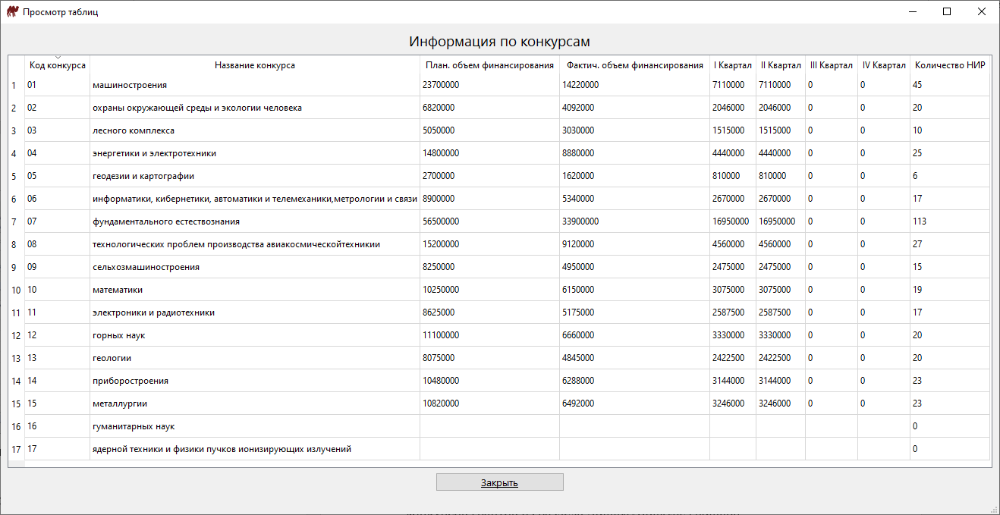 Просмотр таблиц
Информация по конкурсам
Код конкурса Название конкурса План. объем финансирования Фактич. объем финансирования I Квартал II Квартал III Квартал IV Квартал Количество НИР
1 01 машиностроения 23700000 14220000 7110000 7110000 0 0 45
2 02 охраны окружающей среды и экологии человека 6820000 4092000 2046000 2046000 0 0 20
3 03 лесного комплекса 5050000 3030000 1515000 1515000 0 0 10
4 04 энергетики и электротехники 14800000 8880000 4440000 4440000 0 0 25
5 05 геодезии и картографии 2700000 1620000 810000 810000 0 0 6
6 06 информатики, кибернетики, автоматики и телемеханики,метрологии и связи 8900000 5340000 2670000 2670000 0 0 17
7 07 фундаментального естествознания 56500000 33900000 16950000 16950000 0 0 113
8 08 технологических проблем производства авиакосмическойтехникии 15200000 9120000 4560000 4560000 0 0 27
9 09 сельхозмашиностроения 8250000 4950000 2475000 2475000 0 0 15
10 10 математики 10250000 6150000 3075000 3075000 0 0 19
11 11 электроники и радиотехники 8625000 5175000 2587500 2587500 0 0 17
12 12 горных наук 11100000 6660000 3330000 3330000 0 0 20
13 13 геологии 8075000 4845000 2422500 2422500 0 0 20
14 14 приборостроения 10480000 6288000 3144000 3144000 0 0 23
15 15 металлургии 10820000 6492000 3246000 3246000 0 0 23
16 16 гуманитарных наук 0
17 17 ядерной техники и физики пучков ионизирующих излучений 0
Закрыть